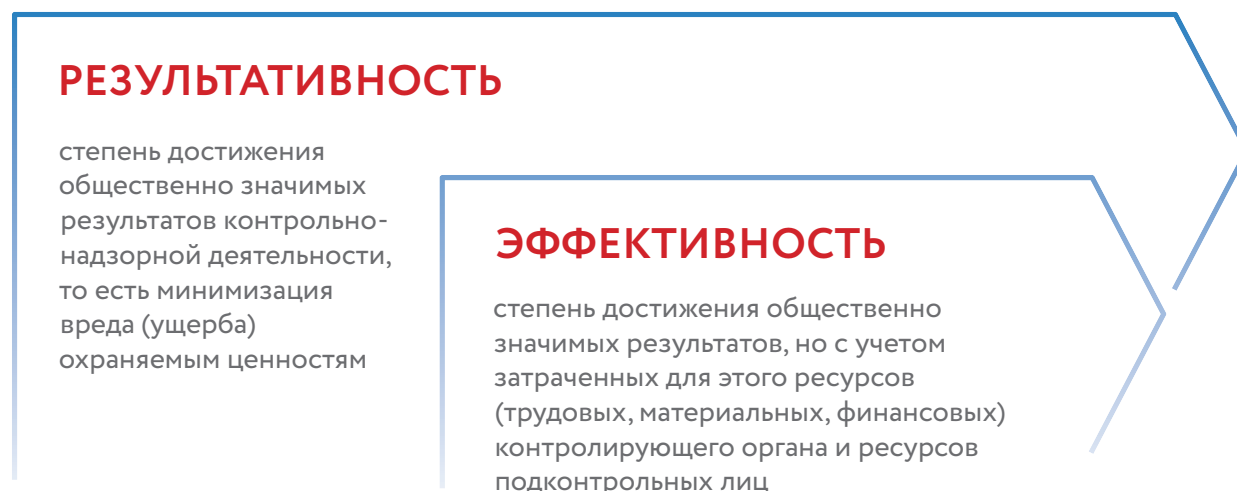 РЕЗУЛЬТАТИВНОСТЬ
степень достижения
общественно значимых
результатов контрольно-
надзорной деятельности,
то есть минимизация
вреда (ущерба)
охраняемым ценностям
ЭФФЕКТИВНОСТЬ
степень достижения общественно
значимых результатов, но с учетом
затраченных для этого ресурсов
(трудовых, материальных, финансовых)
контролирующего органа и ресурсов
подконтрольных лиц